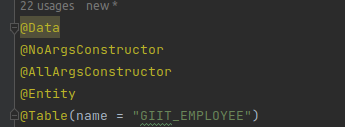 22 usages new *
@Data
@NoArgsConstructor
@AllArgsConstructor
@Entity
@Table(name = "GIIT_EMPLOYEE")